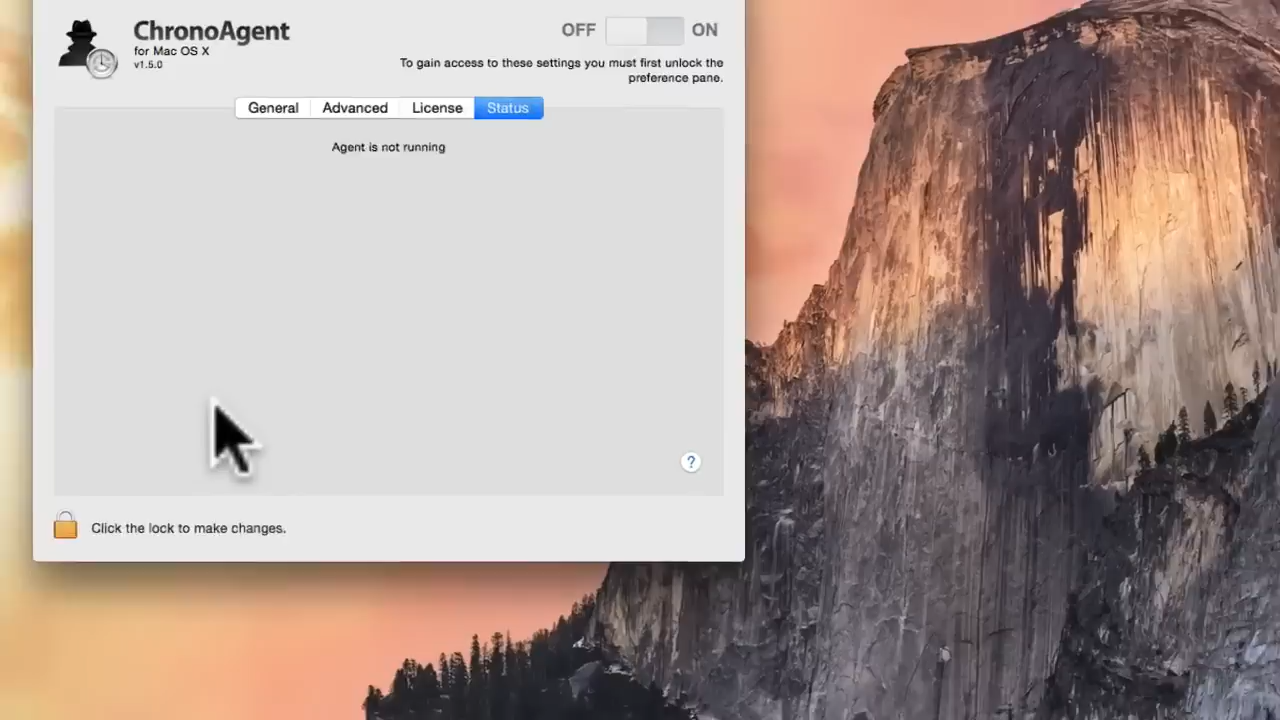 ChronoAgent
for Mac OS X
v1.5.0
OFF ON
To gain access to these settings you must first unlock the
preference pane.
General Advanced License Status
Agent is not running
?
Click the lock to make changes.